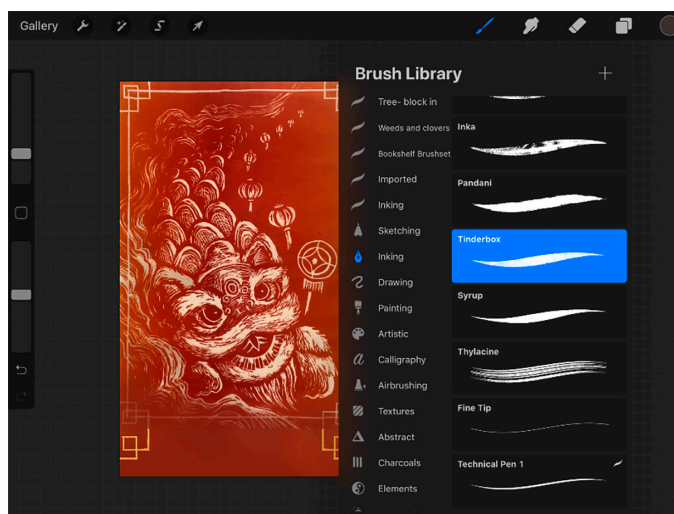 Gallery
Brush Library
Tree- block in
Weeds and clovers
Bookshelf Brushset
Imported
Inking
Sketching
Inking
Drawing
Painting
Artistic
Calligraphy
Airbrushing
Textures
Abstract
Charcoals
Elements
Inka
Pandani
Tinderbox
Syrup
Thylacine
Fine Tip
Technical Pen 1